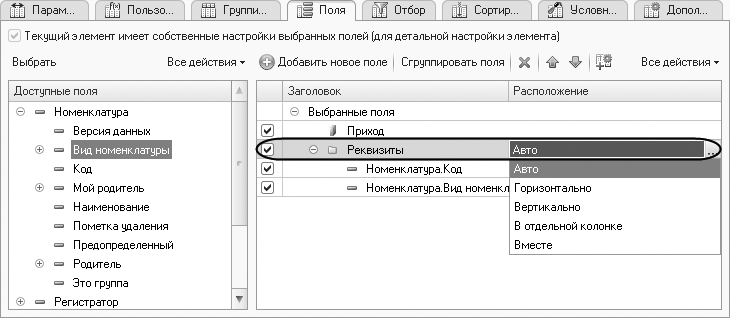 Парам... Пользо... Группи... Поля Отбор Сортир... Условн... Допол...
Текущий элемент имеет собственные настройки выбранных полей (для детальной настройки элемента)
Выбрать Все действия Добавить новое поле Сгруппировать поля Все действия
Доступные поля
Номенклатура
Версия данных
Вид номенклатуры
Код
Мой родитель
Наименование
Пометка удаления
Предопределенный
Родитель
Это группа
Регистратор
Заголовок Расположение
Выбранные поля
Приход
Реквизиты Авто ...
Номенклатура.Код
Номенклатура.Вид номенкл
Авто
Горизонтально
Вертикально
В отдельной колонке
Вместе